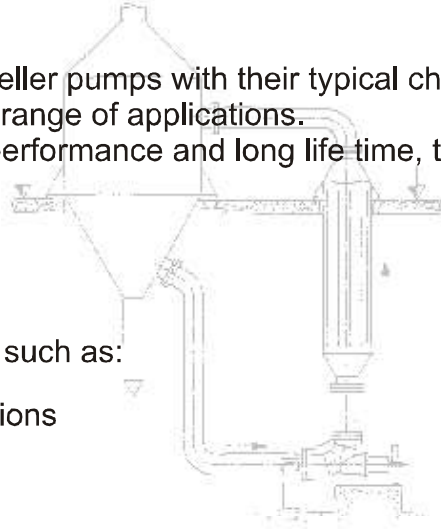 eller pumps with their typical ch
range of applications.
erformance and long life time, t
such as:
ions